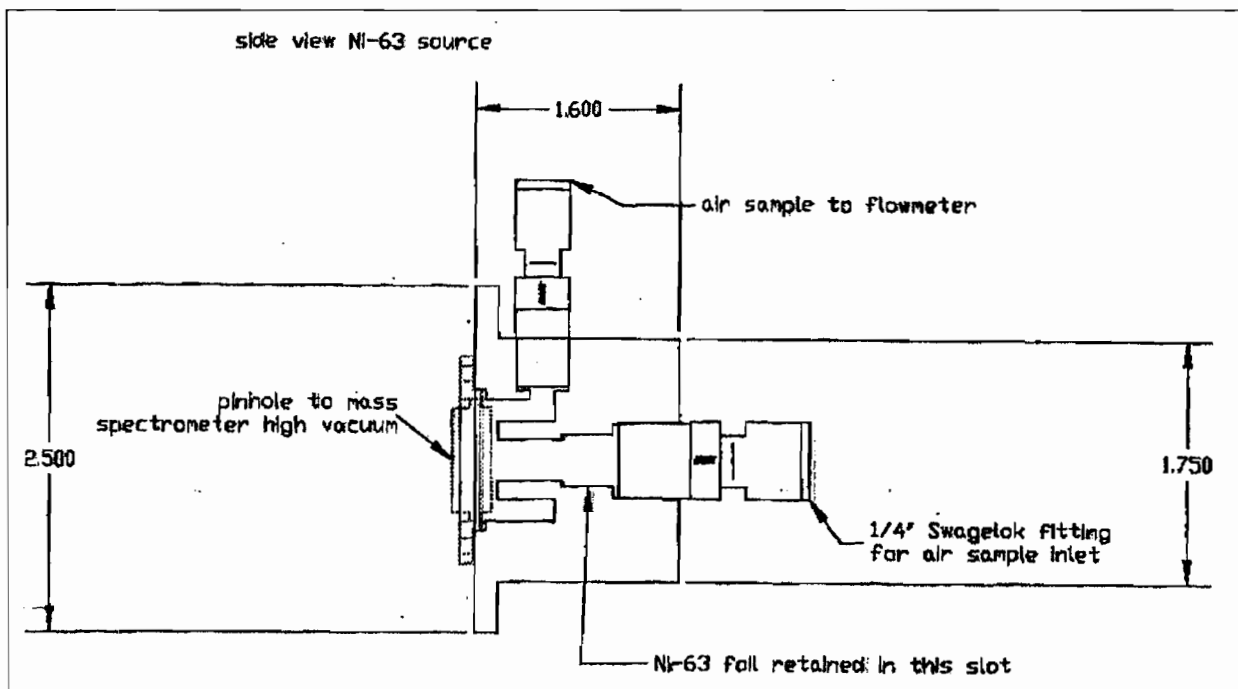 side view Ni-63 source
1.600
air sample to flowmeter
pinhole to mass
spectrometer high vacuum
2.500
1.750
1/4" Swagelok fitting
for air sample inlet
Ni-63 foil retained in this slot